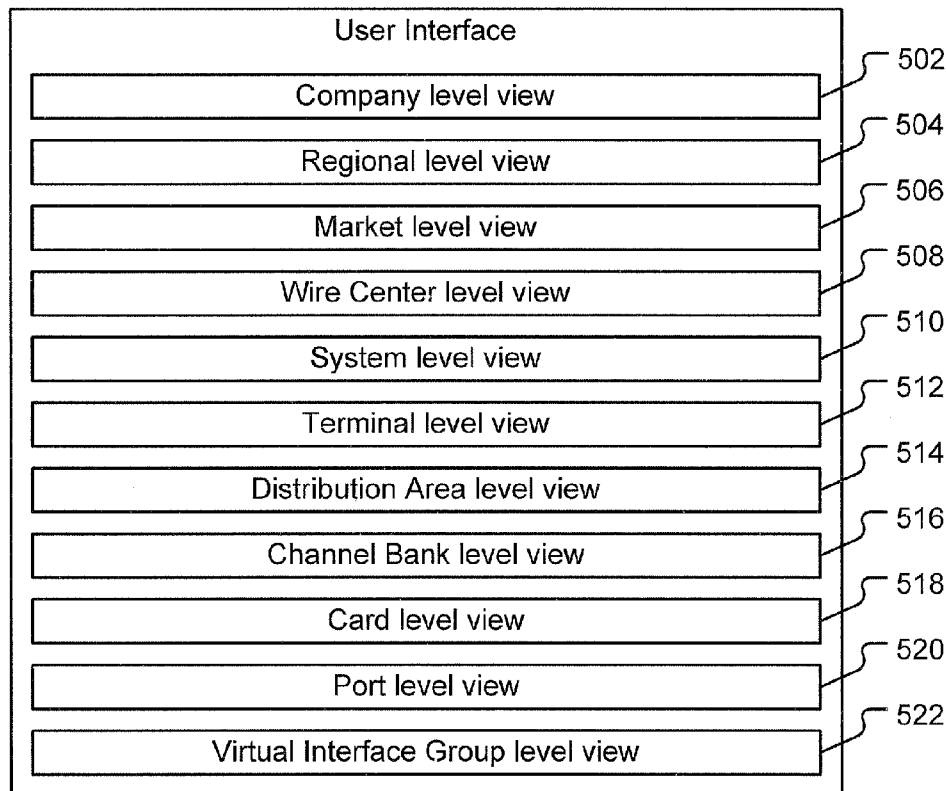 User Interface
Company level view
502
Regional level view
504
Market level view
506
Wire Center level view
508
System level view
510
Terminal level view
512
Distribution Area level view
514
Channel Bank level view
516
Card level view
518
Port level view
520
Virtual Interface Group level view
522